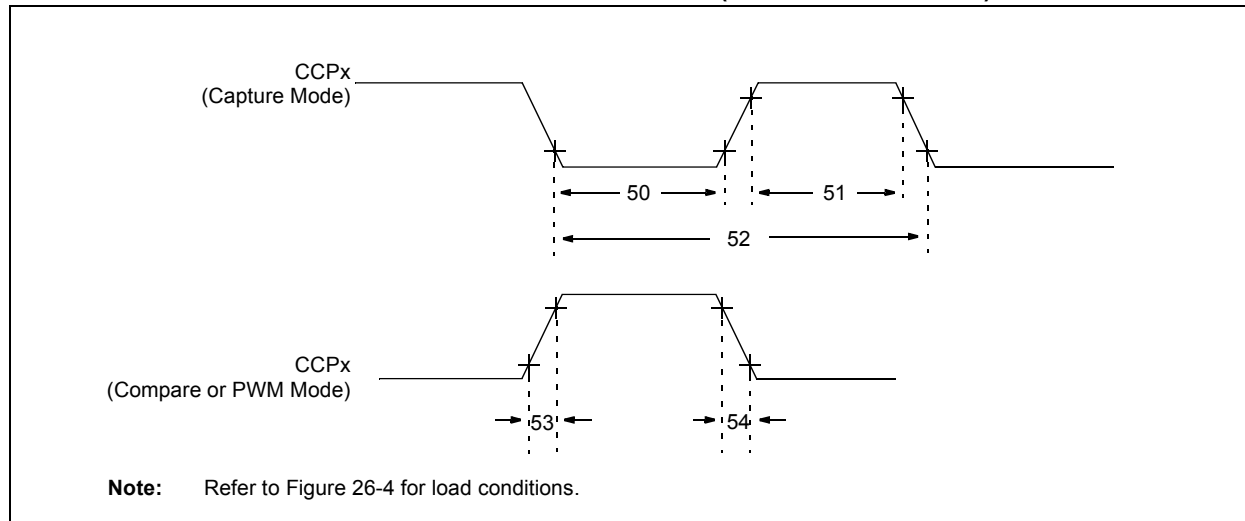 CCPx
(Capture Mode)
50
51
52
CCPx
(Compare or PWM Mode)
53
54
Note: Refer to Figure 26-4 for load conditions.